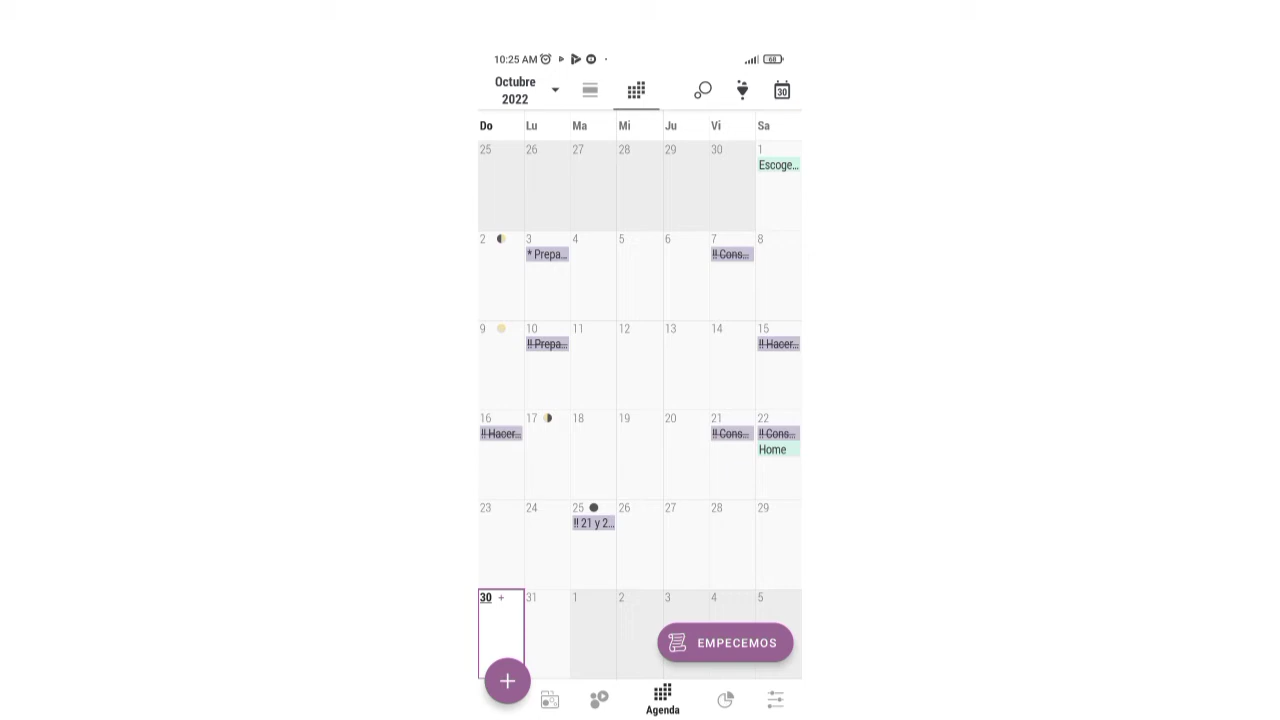 10:25 AM
68
Octubre
2022
30
Do Lu Ma Mi Ju Vi Sa
25 26 27 28 29 30 1
Escoge...
2 3 4 5 6 7 8
* Prepa... !! Cons...
9 10 11 12 13 14 15
!! Prepa... !! Hacer...
16 17 18 19 20 21 22
!! Hacer... !! Cons... !! Cons...
Home
23 24 25 26 27 28 29
!! 21 y 2...
30 + 31 1 2 3 4 5
EMPECEMOS
+
Agenda